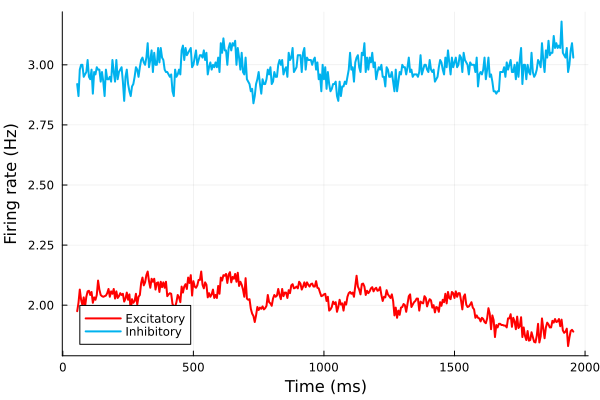 Firing rate (Hz)
3.00
2.75
2.50
2.25
2.00
Excitatory
Inhibitory
0 500 1000 1500 2000
Time (ms)